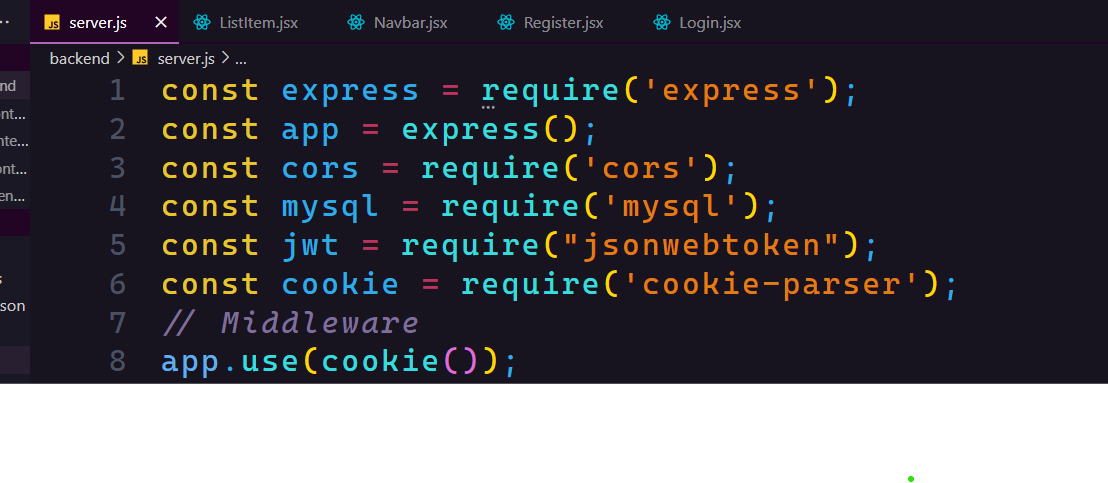 server.js ListItem.jsx Navbar.jsx Register.jsx Login.jsx
backend > JS server.js > ...
nd
ont...
nte...
ont...
en...
s
son
1 const express = require('express');
2 const app = express();
3 const cors = require('cors');
4 const mysql = require('mysql');
5 const jwt = require("jsonwebtoken");
6 const cookie = require('cookie-parser');
7 // Middleware
8 app.use(cookie());